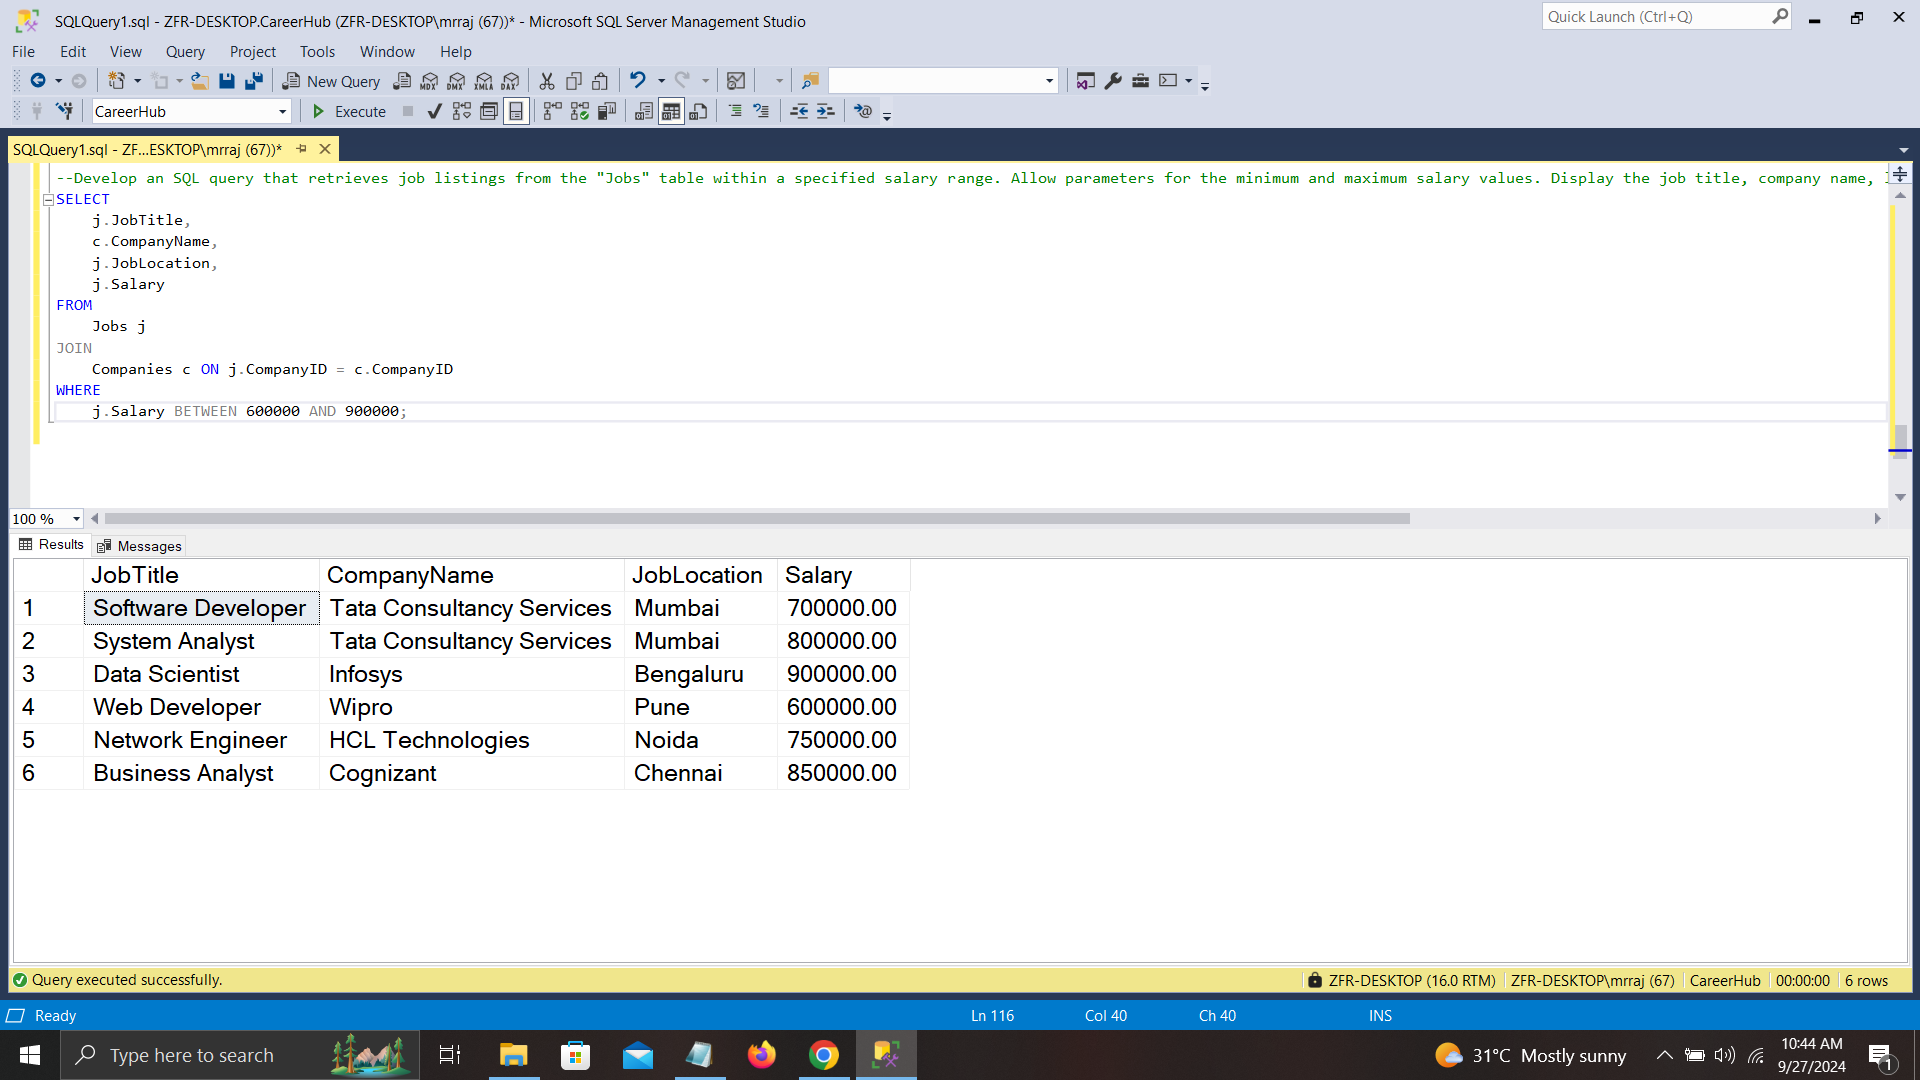 SQLQuery1.sql - ZFR-DESKTOP.CareerHub (ZFR-DESKTOP\mrraj (67))* - Microsoft SQL Server Management Studio
Quick Launch (Ctrl+Q)
File Edit View Query Project Tools Window Help
New Query MDX DMX XMLA DAX
CareerHub Execute
SQLQuery1.sql - ZF...ESKTOP\mrraj (67))*
--Develop an SQL query that retrieves job listings from the "Jobs" table within a specified salary range. Allow parameters for the minimum and maximum salary values. Display the job title, company name,
SELECT
j.JobTitle,
c.CompanyName,
j.JobLocation,
j.Salary
FROM
Jobs j
JOIN
Companies c ON j.CompanyID = c.CompanyID
WHERE
j.Salary BETWEEN 600000 AND 900000;
100 %
Results Messages
JobTitle CompanyName JobLocation Salary
1 Software Developer Tata Consultancy Services Mumbai 700000.00
2 System Analyst Tata Consultancy Services Mumbai 800000.00
3 Data Scientist Infosys Bengaluru 900000.00
4 Web Developer Wipro Pune 600000.00
5 Network Engineer HCL Technologies Noida 750000.00
6 Business Analyst Cognizant Chennai 850000.00
Query executed successfully. ZFR-DESKTOP (16.0 RTM) ZFR-DESKTOP\mrraj (67) CareerHub 00:00:00 6 rows
Ready Ln 116 Col 40 Ch 40 INS
Type here to search 31°C Mostly sunny 10:44 AM
9/27/2024 1